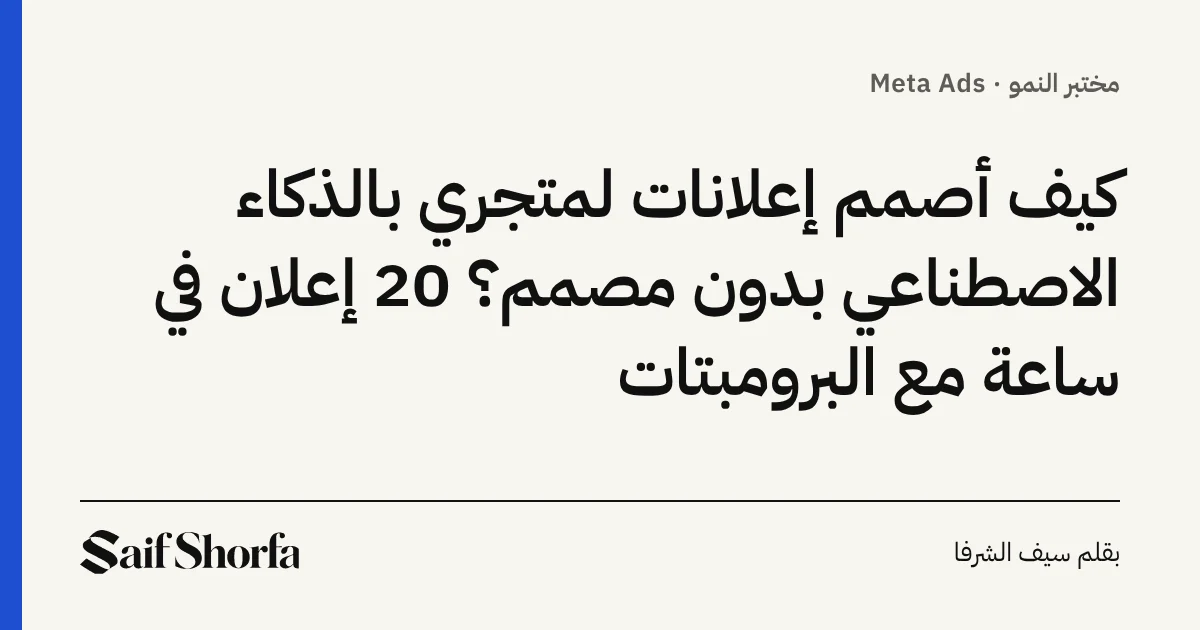 مختبر النمو · Meta Ads
كيف أصمم إعلانات لمتجري بالذكاء
الاصطناعي بدون مصمم؟ 20 إعلان في
ساعة مع البرومبتات
بقلم سيف الشرفا
Saif Shorfa